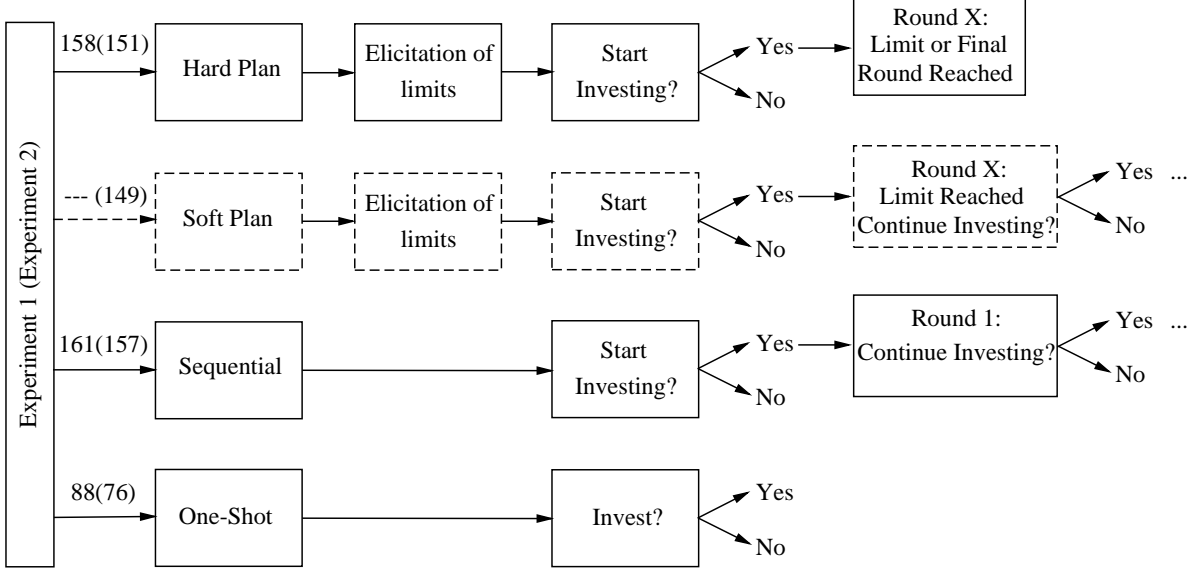 Experiment 1 (Experiment 2)
158(151)
Hard Plan
Elicitation of
limits
Start
Investing?
Yes
No
Round X:
Limit or Final
Round Reached
--- (149)
Soft Plan
Elicitation of
limits
Start
Investing?
Yes
No
Round X:
Limit Reached
Continue Investing?
Yes ...
No
161(157)
Sequential
Start
Investing?
Yes
No
Round 1:
Continue Investing?
Yes ...
No
88(76)
One-Shot
Invest?
Yes
No